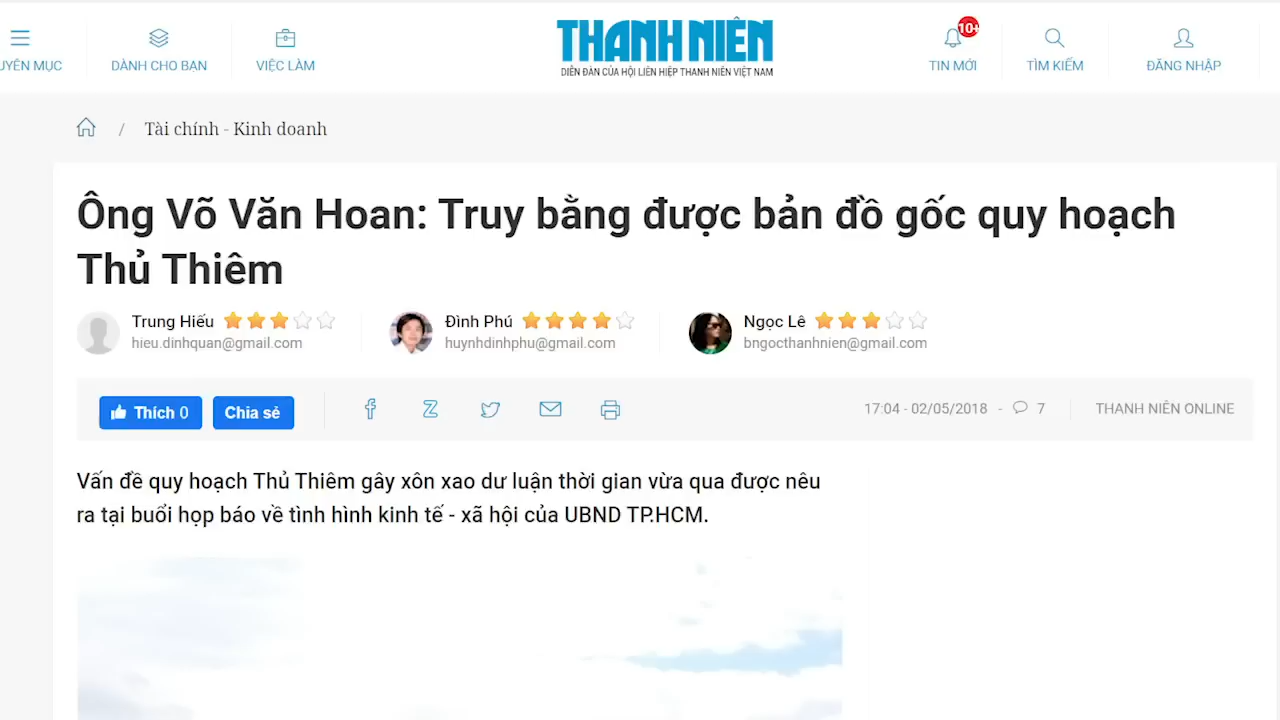 UYÊN MỤC
DÀNH CHO BẠN
VIỆC LÀM
THANH NIÊN
DIỄN ĐÀN CỦA HỘI LIÊN HIỆP THANH NIÊN VIỆT NAM
10+
TIN MỚI
TÌM KIẾM
ĐĂNG NHẬP
/ Tài chính - Kinh doanh
Ông Võ Văn Hoan: Truy bằng được bản đồ gốc quy hoạch
Thủ Thiêm
Trung Hiếu
hieu.dinhquan@gmail.com
Đình Phú
huynhdinhphu@gmail.com
Ngọc Lê
bngocthanhnien@gmail.com
Thích 0
Chia sẻ
17:04 - 02/05/2018 - 7
THANH NIÊN ONLINE
Vấn đề quy hoạch Thủ Thiêm gây xôn xao dư luận thời gian vừa qua được nêu
ra tại buổi họp báo về tình hình kinh tế - xã hội của UBND TP.HCM.